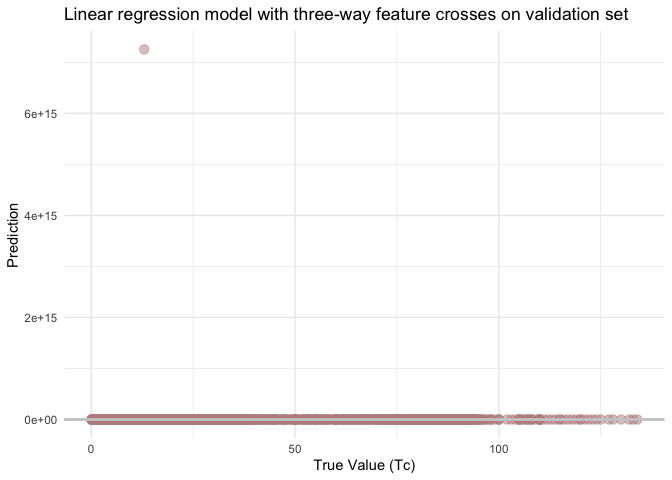 Linear regression model with three-way feature crosses on validation set
6e+15
4e+15
2e+15
0e+00
Prediction
0
50
100
True Value (Tc)